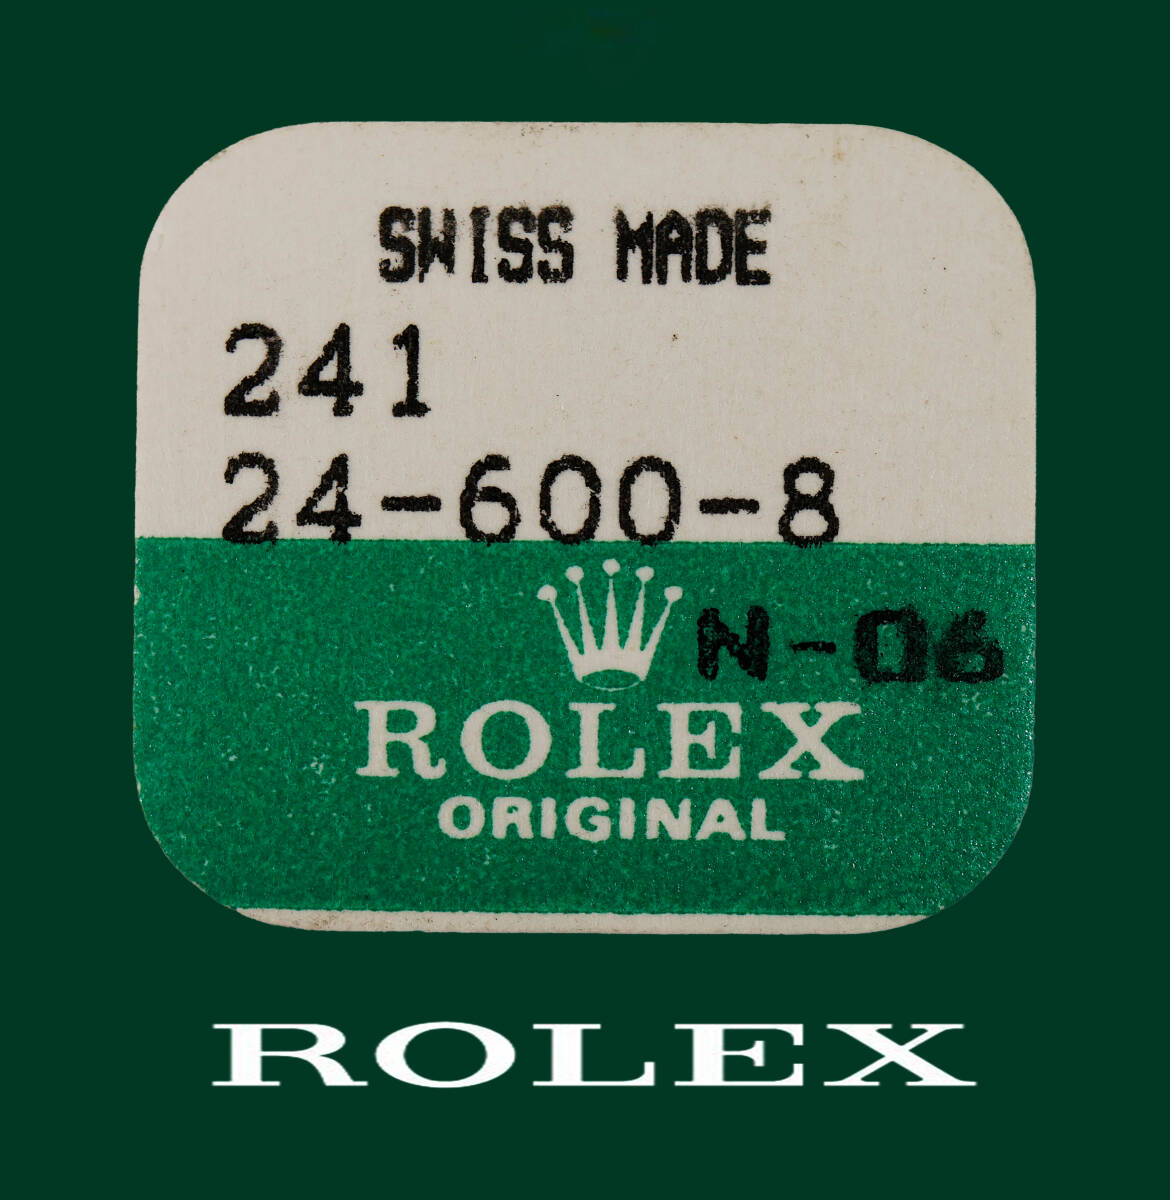 SWISS MADE
241
24-600-8
N-06
ROLEX
ORIGINAL
ROLEX